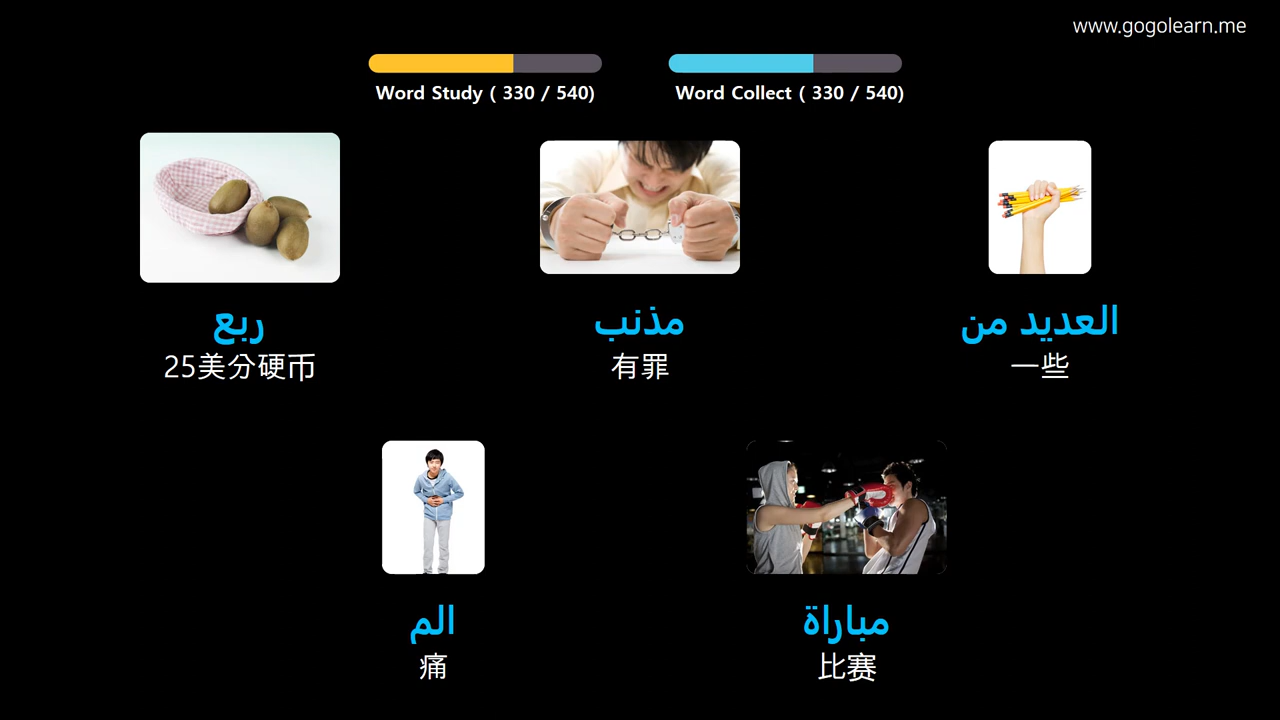 www.gogolearn.me
Word Study ( 330 / 540)
Word Collect ( 330 / 540)
ربع
25美分硬币
مذنب
有罪
العديد من
一些
الم
痛
مباراة
比赛